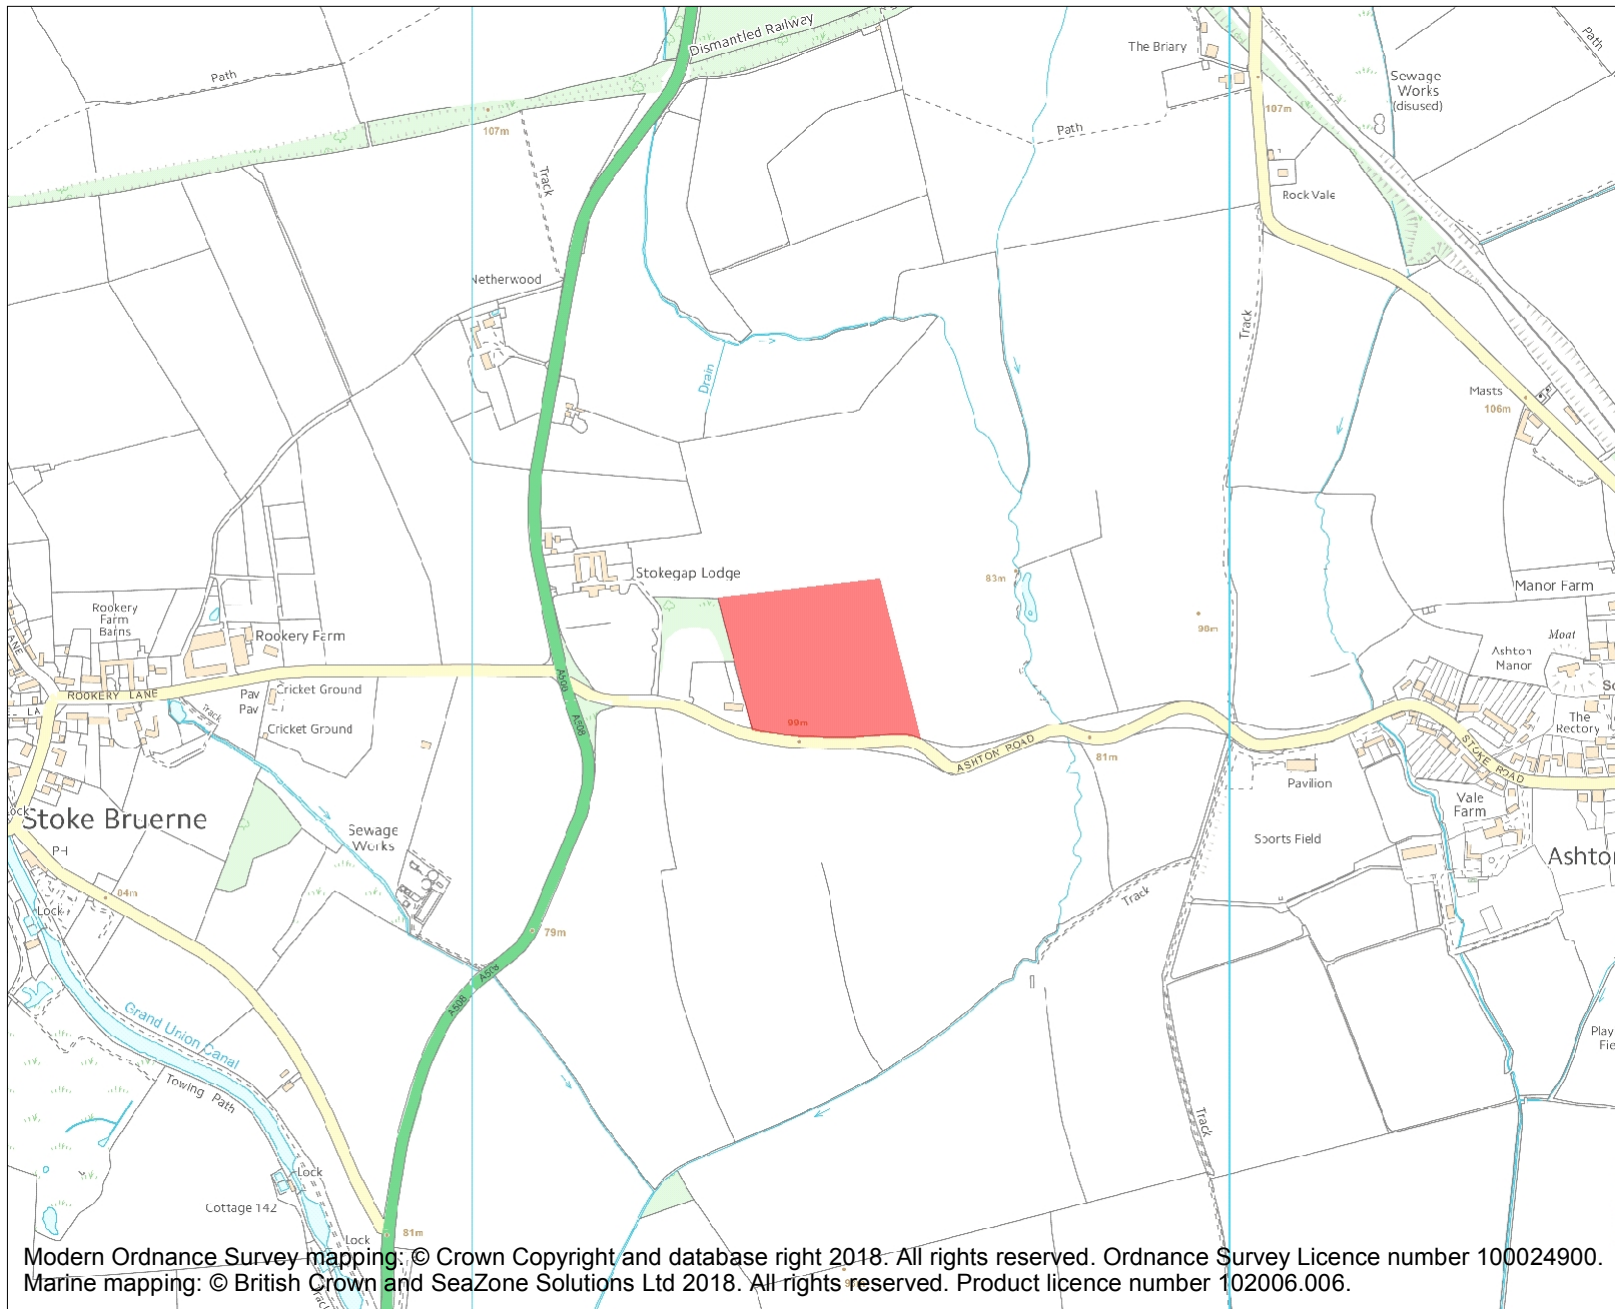 Dismantled Railway
The Briary
Path
Path
Sewage
Works
(disused)
107m
107m
Path
Track
Rock Vale
Netherwood
Track
Drain
Masts
106m
Stokegap Lodge
83m
Manor Farm
Rookery
Farm
Barns
Rookery Farm
98m
Moat
Ashton
Manor
ROOKERY LANE
LA
Pav
Pav
Cricket Ground
Cricket Ground
Track
A508
A508
99m
ASHTON ROAD
81m
The
Rectory
STOKE ROAD
Pavilion
Vale
Farm
Stoke Bruerne
Sewage
Works
Sports Field
PH
84m
Lock
Track
79m
A508
A508
Grand Union Canal
Towing Path
Track
Lock
Cottage 142
Lock
81m
Modern Ordnance Survey mapping: © Crown Copyright and database right 2018. All rights reserved. Ordnance Survey Licence number 100024900.
Marine mapping: © British Crown and SeaZone Solutions Ltd 2018. All rights reserved. Product licence number 102006.006.